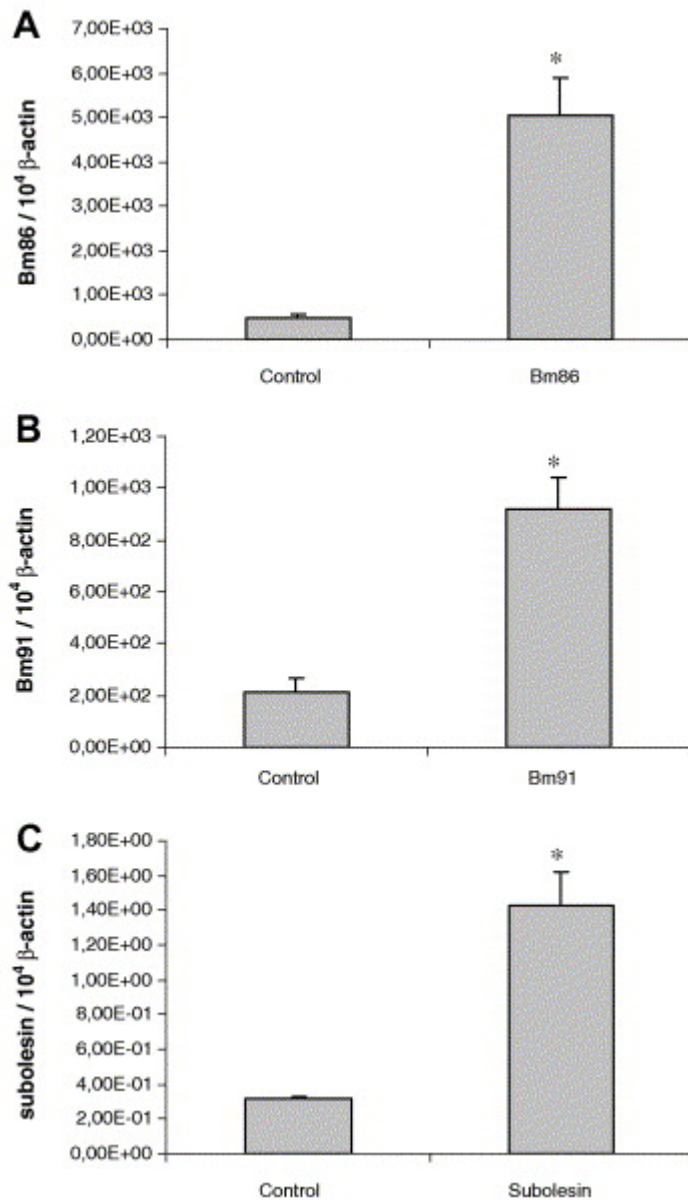 A
Bm86 / 10⁴ β-actin
7,00E+03
6,00E+03
5,00E+03
4,00E+03
3,00E+03
2,00E+03
1,00E+03
0,00E+00
*
Control
Bm86
B
Bm91 / 10⁴ β-actin
1,20E+03
1,00E+03
8,00E+02
6,00E+02
4,00E+02
2,00E+02
0,00E+00
*
Control
Bm91
C
subolesin / 10⁴ β-actin
1,80E+00
1,60E+00
1,40E+00
1,20E+00
1,00E+00
8,00E-01
6,00E-01
4,00E-01
2,00E-01
0,00E+00
*
Control
Subolesin